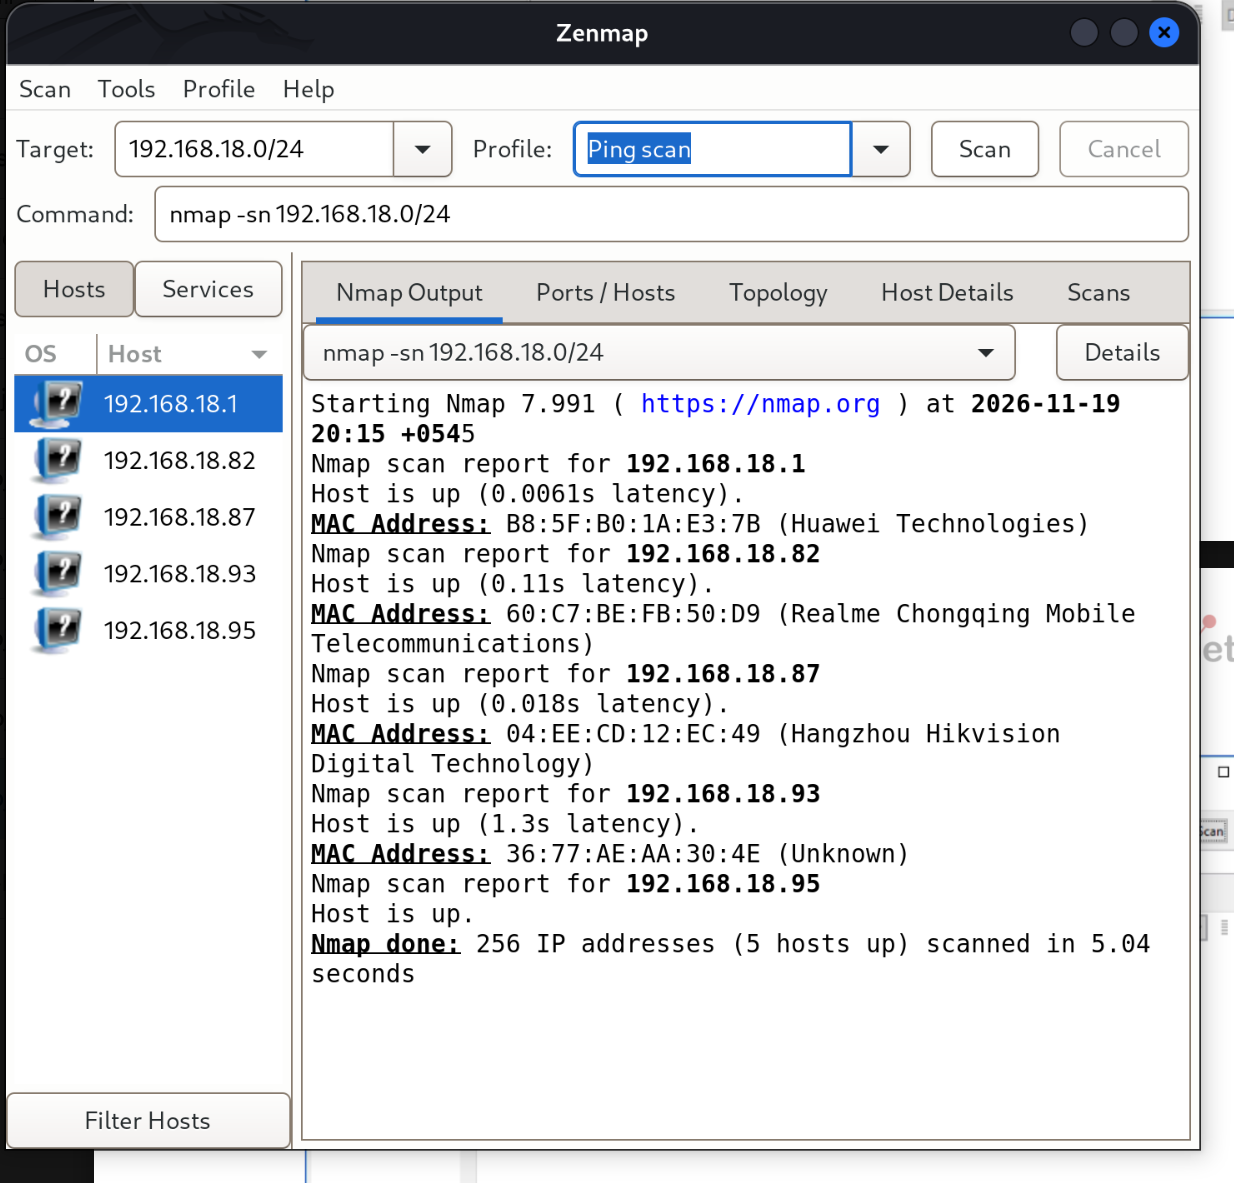 Zenmap
Scan Tools Profile Help
Target: 192.168.18.0/24 Profile: Ping scan Scan Cancel
Command: nmap -sn 192.168.18.0/24
Hosts Services
Nmap Output Ports / Hosts Topology Host Details Scans
OS Host
nmap -sn 192.168.18.0/24 Details
192.168.18.1
192.168.18.82
192.168.18.87
192.168.18.93
192.168.18.95
Starting Nmap 7.991 ( https://nmap.org ) at 2026-11-19
20:15 +0545
Nmap scan report for 192.168.18.1
Host is up (0.0061s latency).
MAC Address: B8:5F:B0:1A:E3:7B (Huawei Technologies)
Nmap scan report for 192.168.18.82
Host is up (0.11s latency).
MAC Address: 60:C7:BE:FB:50:D9 (Realme Chongqing Mobile
Telecommunications)
Nmap scan report for 192.168.18.87
Host is up (0.018s latency).
MAC Address: 04:EE:CD:12:EC:49 (Hangzhou Hikvision
Digital Technology)
Nmap scan report for 192.168.18.93
Host is up (1.3s latency).
MAC Address: 36:77:AE:AA:30:4E (Unknown)
Nmap scan report for 192.168.18.95
Host is up.
Nmap done: 256 IP addresses (5 hosts up) scanned in 5.04
seconds
Filter Hosts
et
Scan